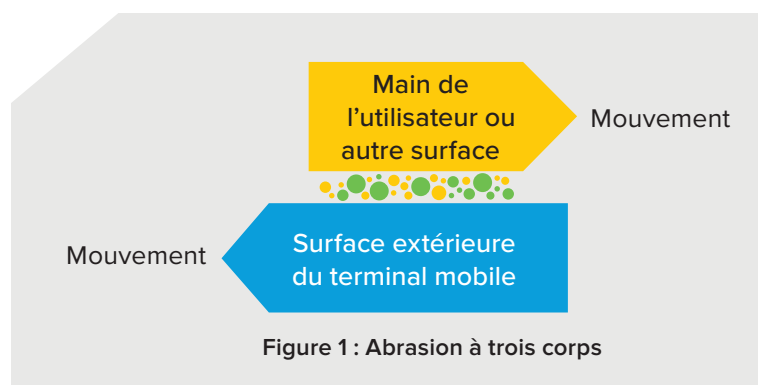 Main de
l’utilisateur ou
autre surface
Mouvement
Mouvement
Surface extérieure
du terminal mobile
Figure 1 : Abrasion à trois corps